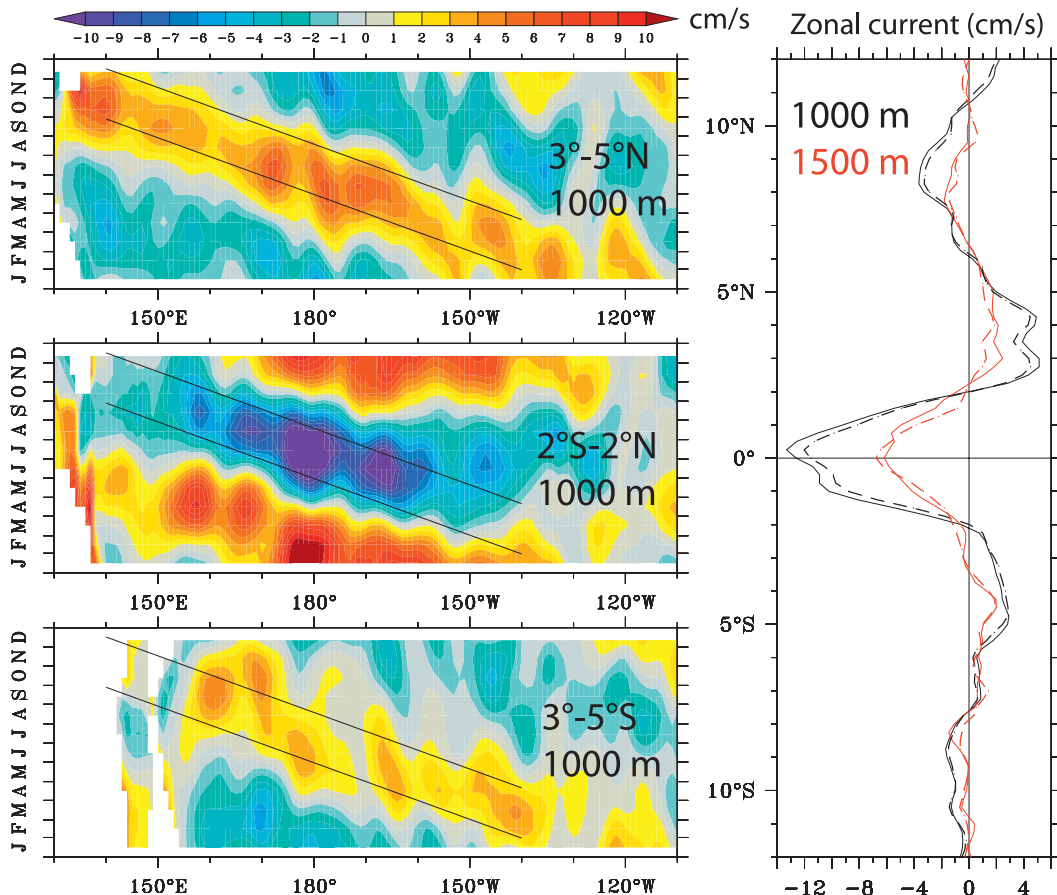 cm/s
-10 -9 -8 -7 -6 -5 -4 -3 -2 -1 0 1 2 3 4 5 6 7 8 9 10
J F M A M J J A S O N D
3°-5°N
1000 m
150°E 180° 150°W 120°W
J F M A M J J A S O N D
2°S-2°N
1000 m
150°E 180° 150°W 120°W
J F M A M J J A S O N D
3°-5°S
1000 m
150°E 180° 150°W 120°W
Zonal current (cm/s)
1000 m
1500 m
10°N
5°N
0°
5°S
10°S
-12 -8 -4 0 4